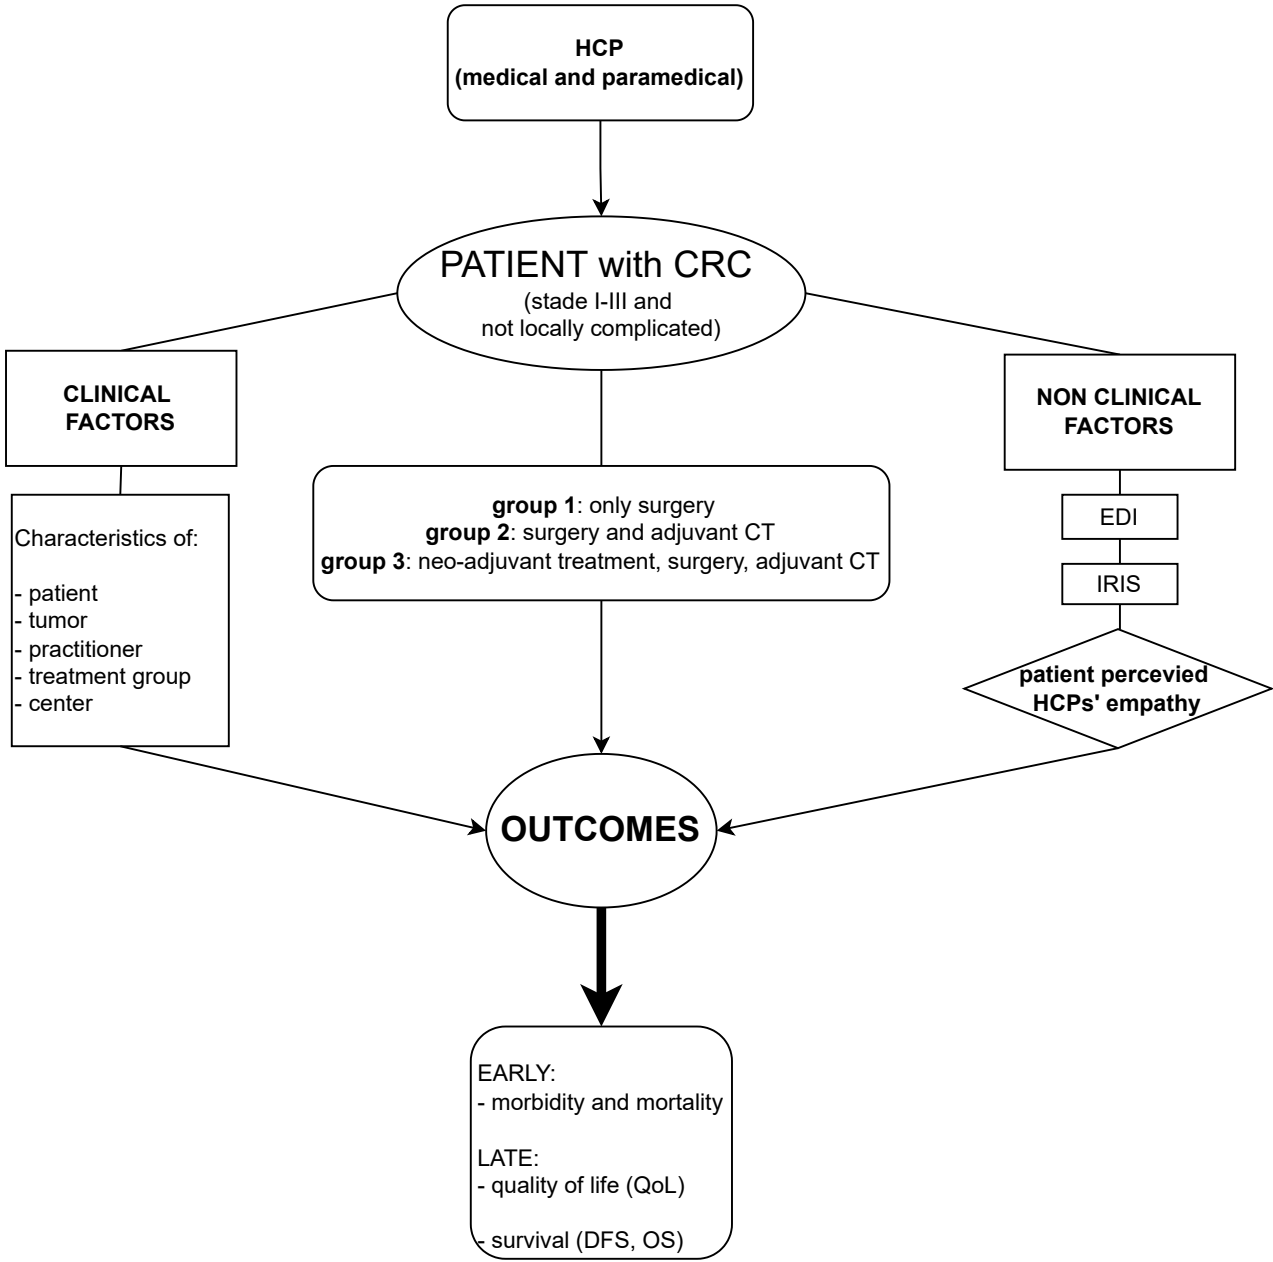 HCP
(medical and paramedical)
PATIENT with CRC
(stade I-III and
not locally complicated)
CLINICAL
FACTORS
NON CLINICAL
FACTORS
Characteristics of:
- patient
- tumor
- practitioner
- treatment group
- center
group 1: only surgery
group 2: surgery and adjuvant CT
group 3: neo-adjuvant treatment, surgery, adjuvant CT
EDI
IRIS
patient percevied
HCPs' empathy
OUTCOMES
EARLY:
- morbidity and mortality
LATE:
- quality of life (QoL)
- survival (DFS, OS)